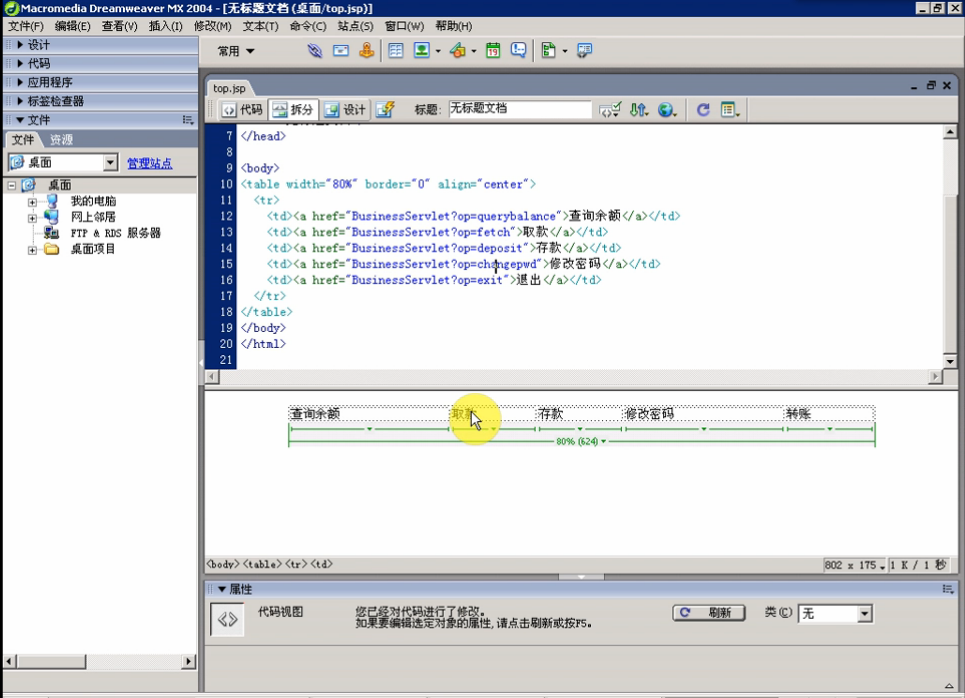 Macromedia Dreamweaver MX 2004 - [无标题文档 (桌面/top.jsp)]
文件(F) 编辑(E) 查看(V) 插入(I) 修改(M) 文本(T) 命令(C) 站点(S) 窗口(W) 帮助(H)
设计
代码
应用程序
标签检查器
文件
文件 资源
桌面 管理站点
桌面
我的电脑
网上邻居
FTP & RDS 服务器
桌面项目
常用
top.jsp
代码 拆分 设计 标题: 无标题文档
7 </head>
8
9 <body>
10 <table width="80%" border="0" align="center">
11 <tr>
12 <td><a href="BusinessServlet?op=querybalance">查询余额</a></td>
13 <td><a href="BusinessServlet?op=fetch">取款</a></td>
14 <td><a href="BusinessServlet?op=deposit">存款</a></td>
15 <td><a href="BusinessServlet?op=changepwd">修改密码</a></td>
16 <td><a href="BusinessServlet?op=exit">退出</a></td>
17 </tr>
18 </table>
19 </body>
20 </html>
21
查询余额 取款 存款 修改密码 转账
80% (624)
<body> <table> <tr> <td> 802 x 175 1 K / 1 秒
属性
代码视图 您已经对代码进行了修改。 刷新 类(C) 无
如果要编辑选定对象的属性,请点击刷新或按F5。